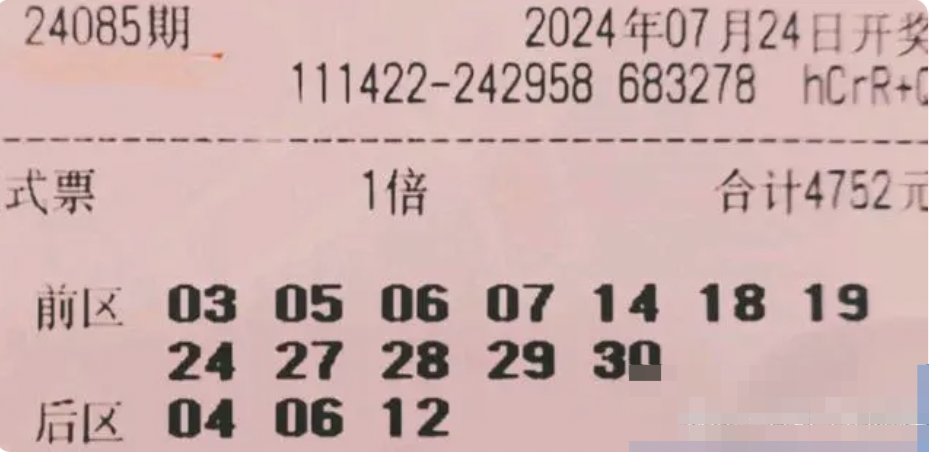 24085期
2024年07月24日开奖
111422-242958 683278 hCrR+
式票 1倍 合计4752元
前区 03 05 06 07 14 18 19
24 27 28 29 30
后区 04 06 12